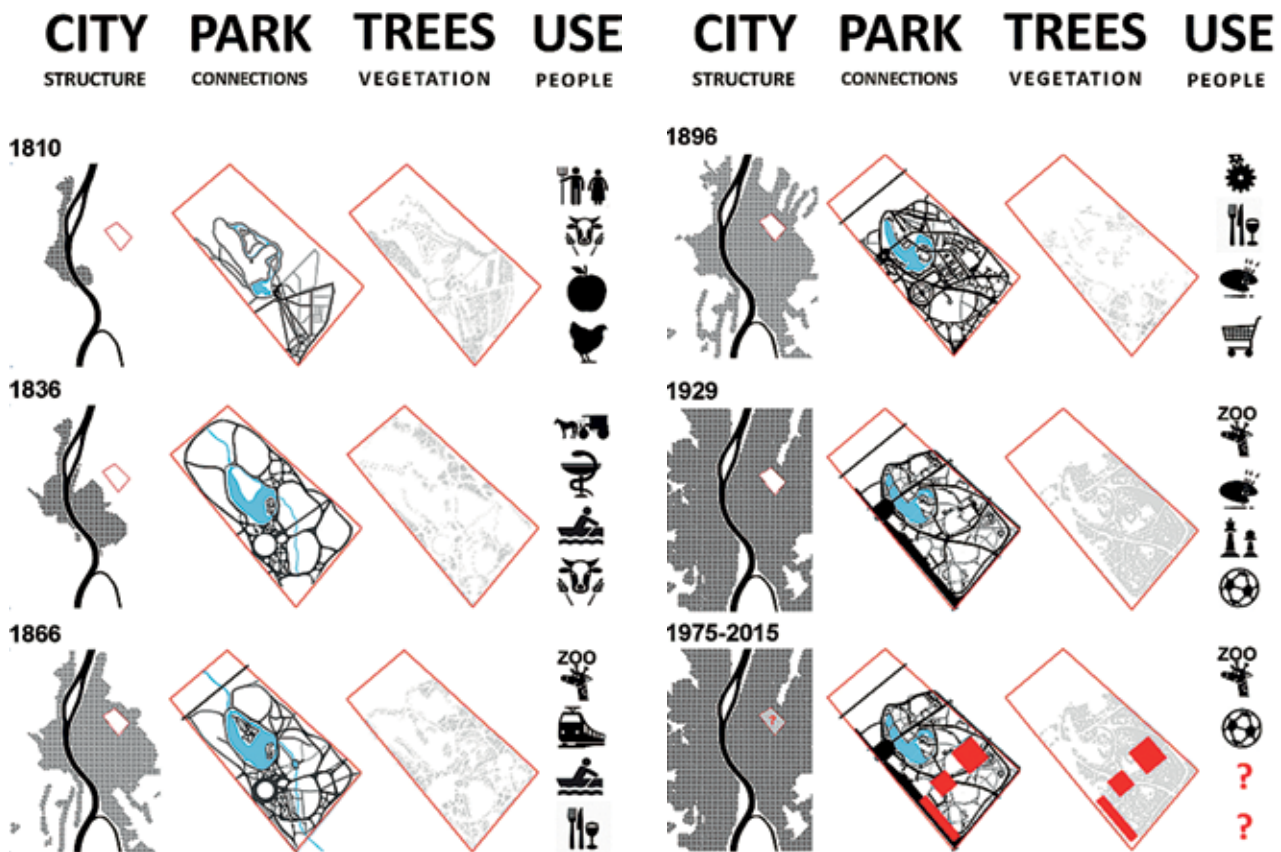 CITY PARK TREES USE
STRUCTURE CONNECTIONS VEGETATION PEOPLE
1810
1836
1866
ZOO
CITY PARK TREES USE
STRUCTURE CONNECTIONS VEGETATION PEOPLE
1896
1929
ZOO
1975-2015
?
ZOO
?
?